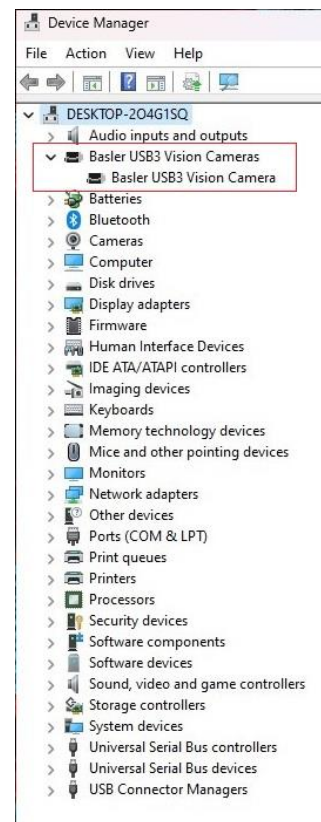 Device Manager
File Action View Help
DESKTOP-2O4G1SQ
Audio inputs and outputs
Basler USB3 Vision Cameras
Basler USB3 Vision Camera
Batteries
Bluetooth
Cameras
Computer
Disk drives
Display adapters
Firmware
Human Interface Devices
IDE ATA/ATAPI controllers
Imaging devices
Keyboards
Memory technology devices
Mice and other pointing devices
Monitors
Network adapters
Other devices
Ports (COM & LPT)
Print queues
Printers
Processors
Security devices
Software components
Software devices
Sound, video and game controllers
Storage controllers
System devices
Universal Serial Bus controllers
Universal Serial Bus devices
USB Connector Managers